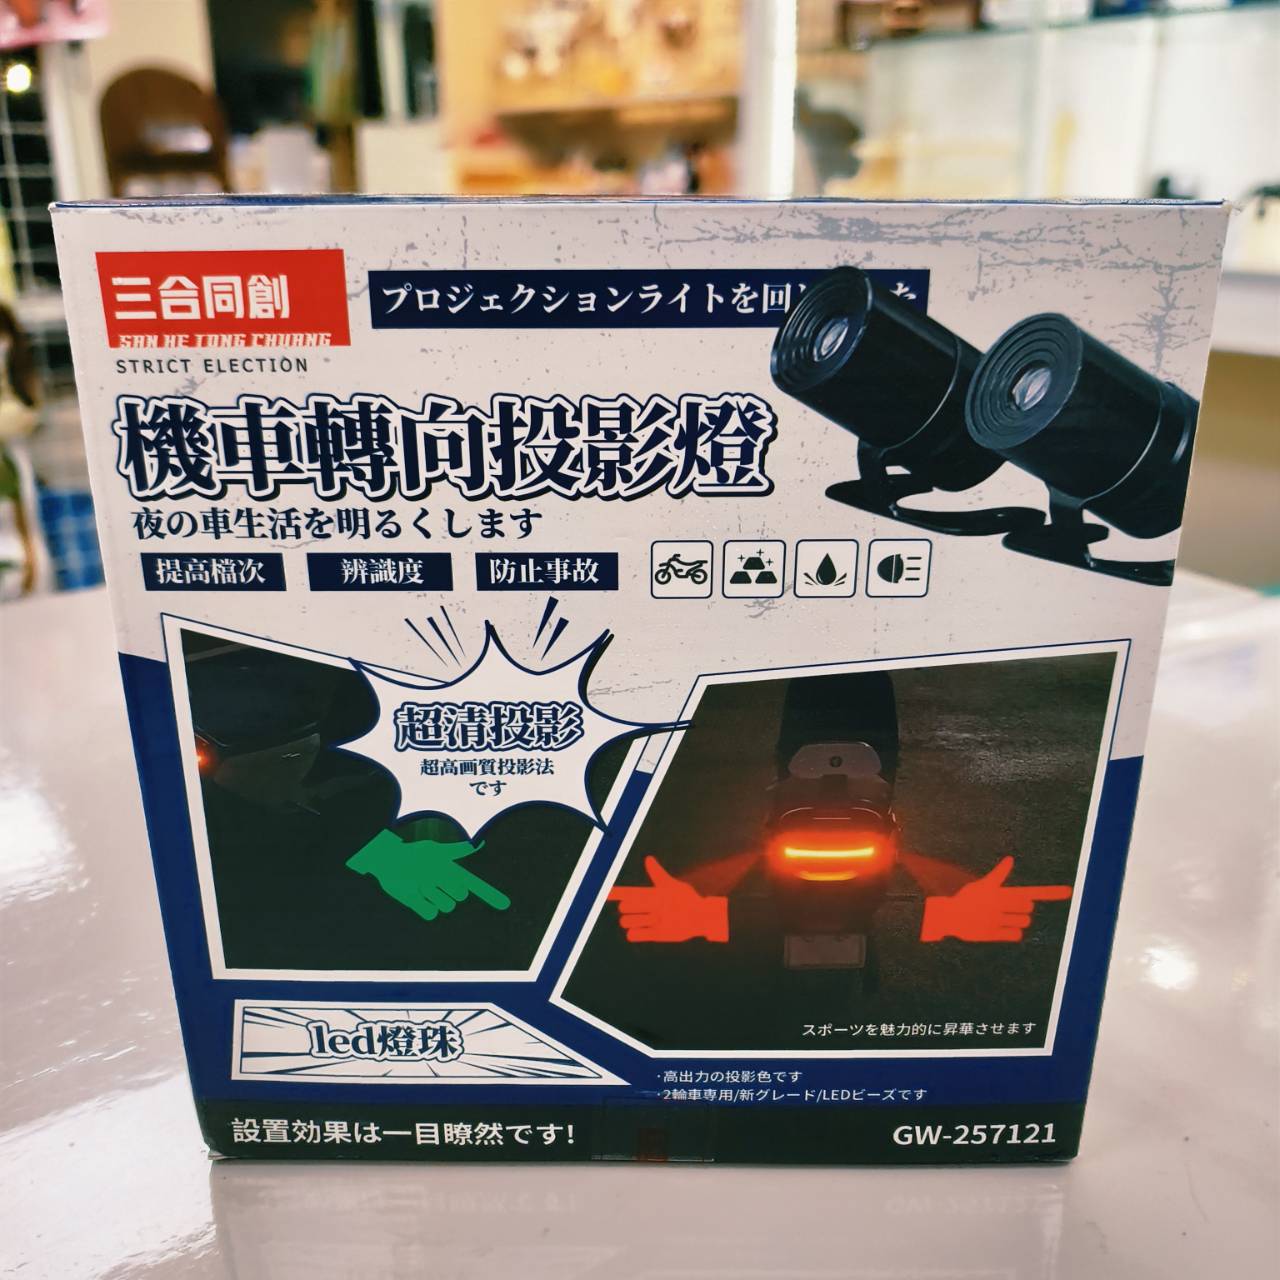 三合同創
SAN HE TONG CHUANG
STRICT ELECTION
プロジェクションライトを回
機車轉向投影燈
夜の車生活を明るくします
提高檔次 辨識度 防止事故
超清投影
超高画質投影法
です
スポーツを魅力的に昇華させます
led燈珠
·高出力の投影色です
·2輪車専用/新グレード/LEDビーズです
設置効果は一目瞭然です!
GW-257121